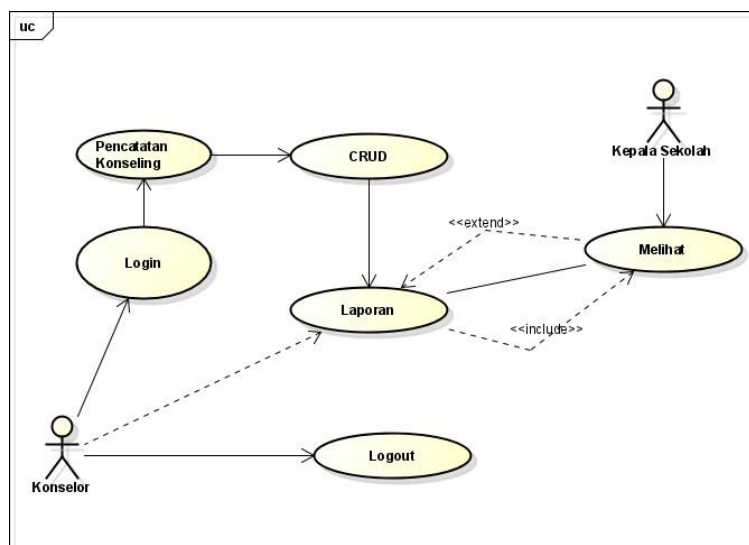 uc
Kepala Sekolah
Pencatatan
Konseling
CRUD
<<extend>>
Melihat
Login
Laporan
<<include>>
Logout
Konselor